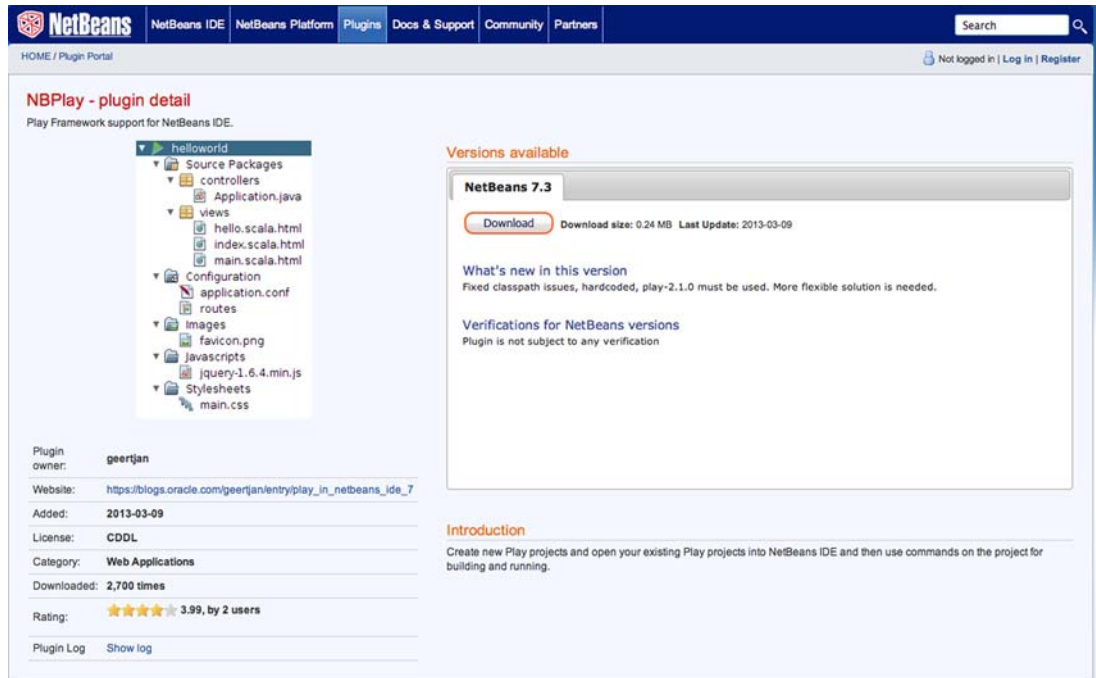 NetBeans
NetBeans IDE
NetBeans Platform
Plugins
Docs & Support
Community
Partners
Search
HOME / Plugin Portal
Not logged in | Log in | Register
NBPlay - plugin detail
Play Framework support for NetBeans IDE.
helloworld
Source Packages
controllers
Application.java
views
hello.scala.html
index.scala.html
main.scala.html
Configuration
application.conf
routes
Images
favicon.png
Javascripts
jquery-1.6.4.min.js
Stylesheets
main.css
Plugin owner: geertjan
Website: https://blogs.oracle.com/geertjan/entry/play_in_netbeans_ide_7
Added: 2013-03-09
License: CDDL
Category: Web Applications
Downloaded: 2,700 times
Rating: 3.99, by 2 users
Plugin Log Show log
Versions available
NetBeans 7.3
Download Download size: 0.24 MB Last Update: 2013-03-09
What's new in this version
Fixed classpath issues, hardcoded, play-2.1.0 must be used. More flexible solution is needed.
Verifications for NetBeans versions
Plugin is not subject to any verification
Introduction
Create new Play projects and open your existing Play projects into NetBeans IDE and then use commands on the project for
building and running.